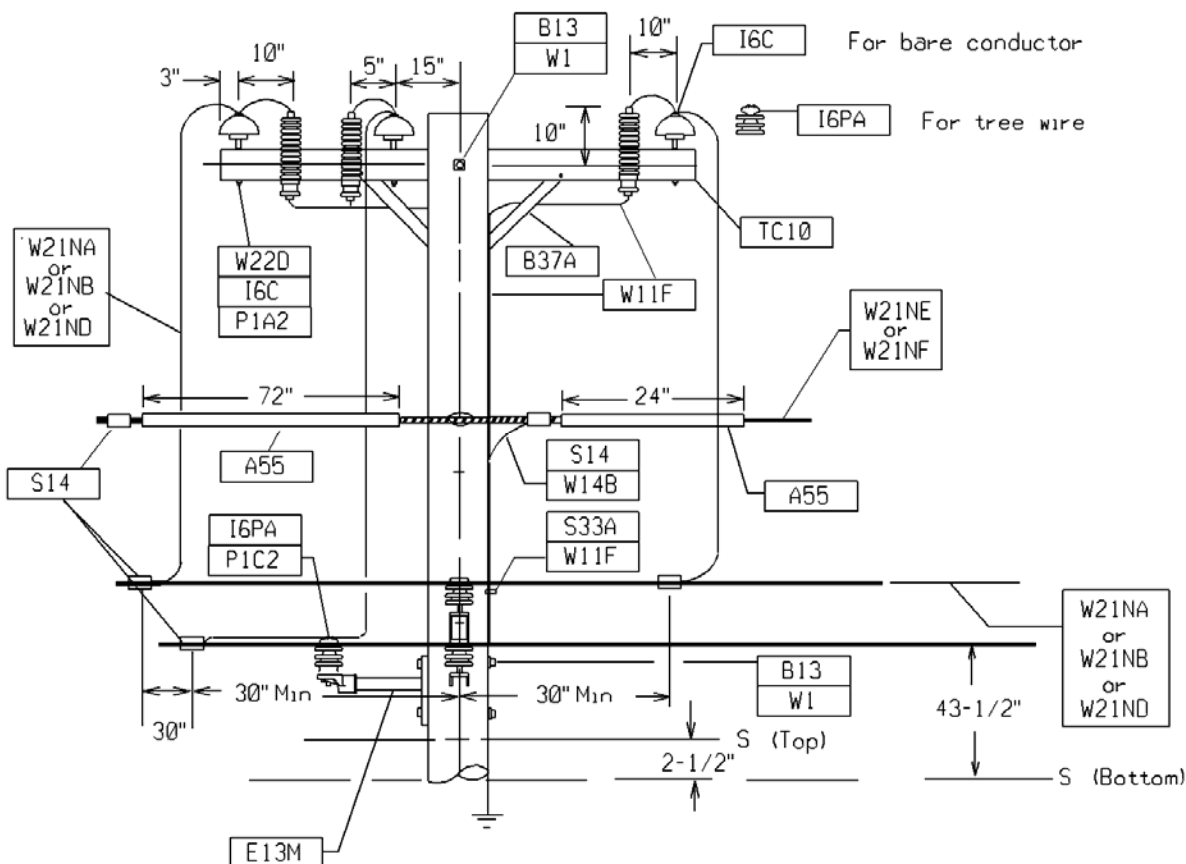 B13
W1
10"
I6C
For bare conductor
10"
5"
15"
3"
I6PA
For tree wire
10"
TC10
W22D
I6C
P1A2
B37A
W11F
W21NA
or
W21NB
or
W21ND
W21NE
or
W21NF
72"
24"
A55
S14
W14B
A55
S14
I6PA
P1C2
S33A
W11F
W21NA
or
W21NB
or
W21ND
B13
W1
30" Min
30" Min
30"
43-1/2"
S (Top)
2-1/2"
S (Bottom)
E13M